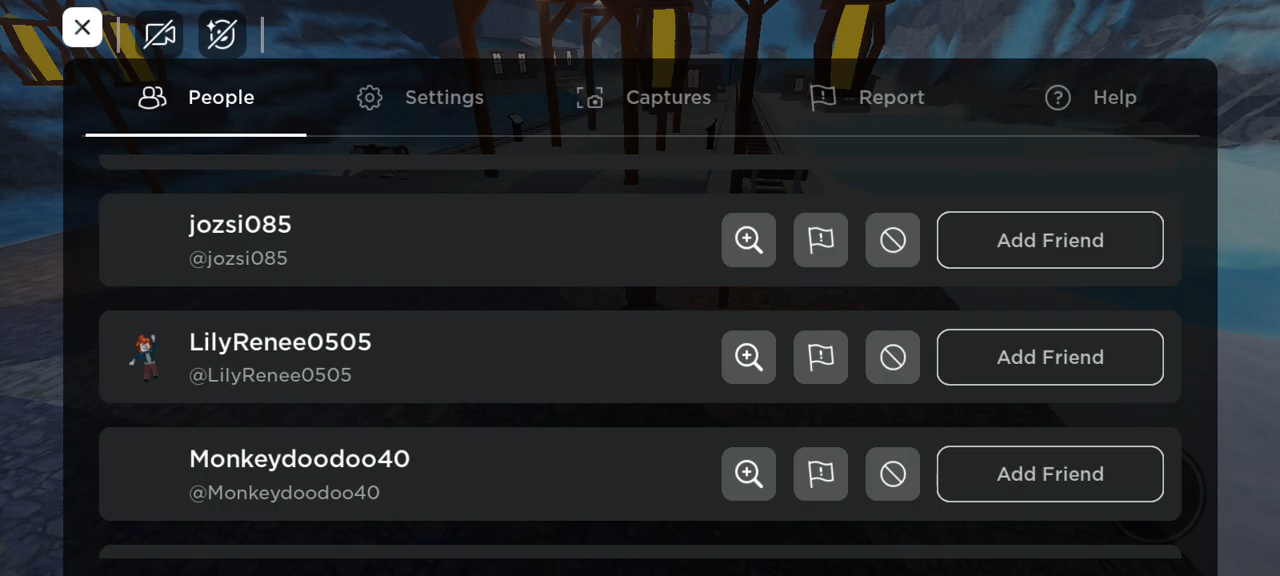 People
Settings
Captures
Report
Help
jozsi085
@jozsi085
Add Friend
LilyRenee0505
@LilyRenee0505
Add Friend
Monkeydoodoo40
@Monkeydoodoo40
Add Friend